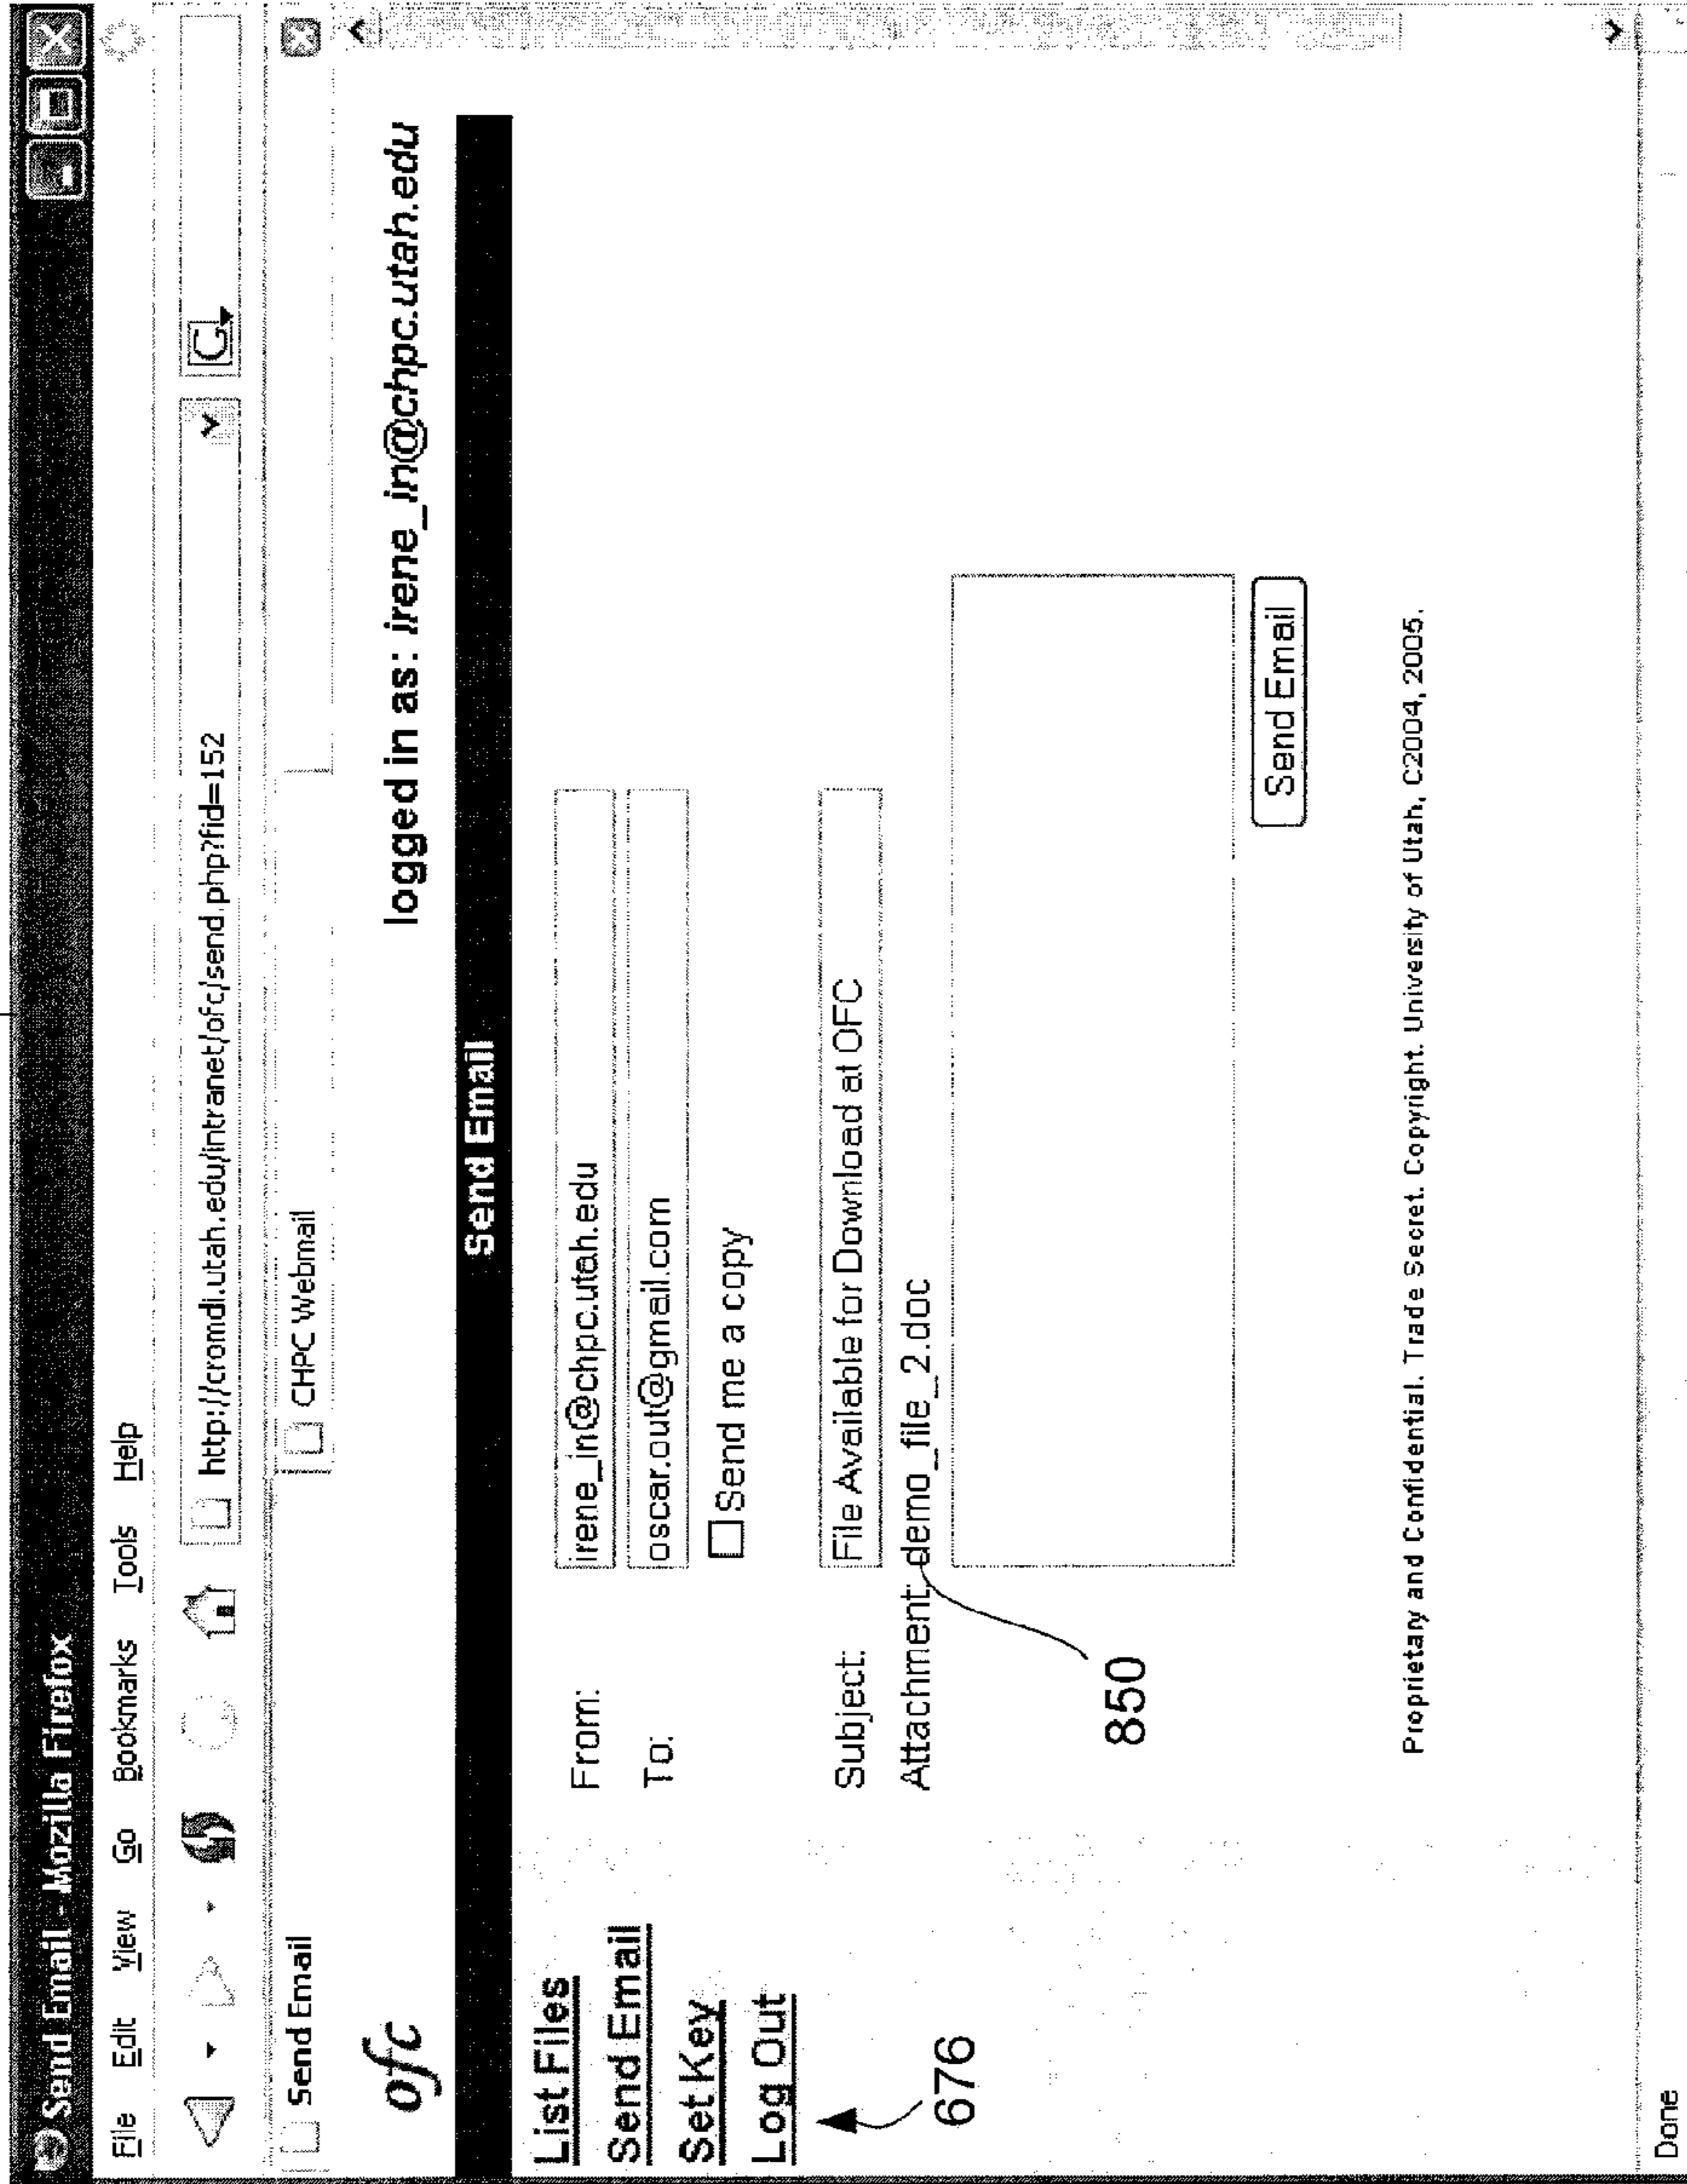 Send Email - Mozilla Firefox
File Edit View Go Bookmarks Tools Help
http://cromdi.utah.edu/intranet/ofc/send.php?fid=152
G
Send Email
CHPC Webmail
ofc
logged in as: irene_in@chpc.utah.edu
Send Email
List Files
Send Email
Set Key
Log Out
676
From: irene_in@chpc.utah.edu
To: oscar.out@gmail.com
Send me a copy
Subject: File Available for Download at OFC
Attachment: demo_file_2.doc
850
Send Email
Proprietary and Confidential. Trade Secret. Copyright. University of Utah, C2004, 2005.
Done